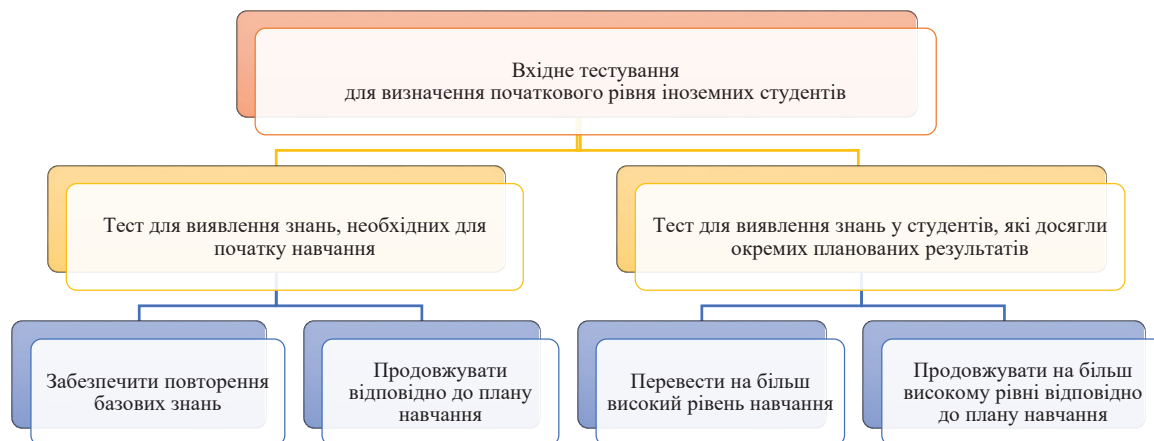 Вхідне тестування
для визначення початкового рівня іноземних студентів
Тест для виявлення знань, необхідних для
початку навчання
Тест для виявлення знань у студентів, які досягли
окремих планованих результатів
Забезпечити повторення
базових знань
Продовжувати
відповідно до плану
навчання
Перевести на більш
високий рівень навчання
Продовжувати на більш
високому рівні відповідно
до плану навчання